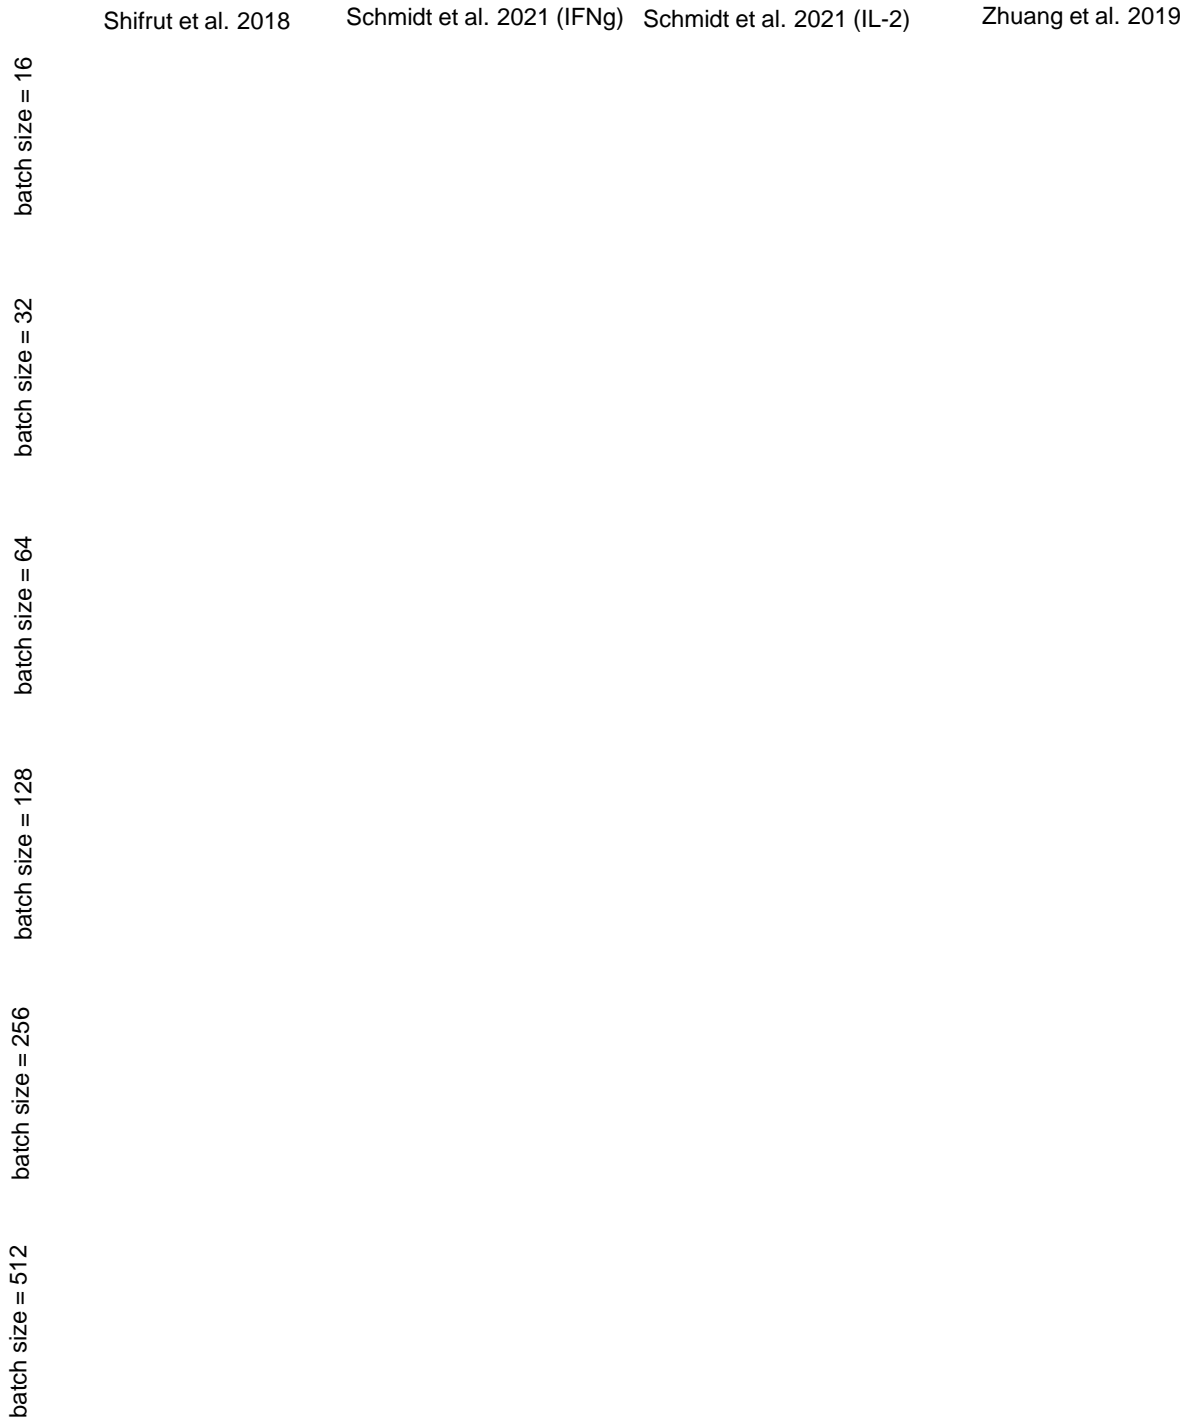 Shifrut et al. 2018
Schmidt et al. 2021 (IFNg)
Schmidt et al. 2021 (IL-2)
Zhuang et al. 2019
batch size = 16
batch size = 32
batch size = 64
batch size = 128
batch size = 256
batch size = 512